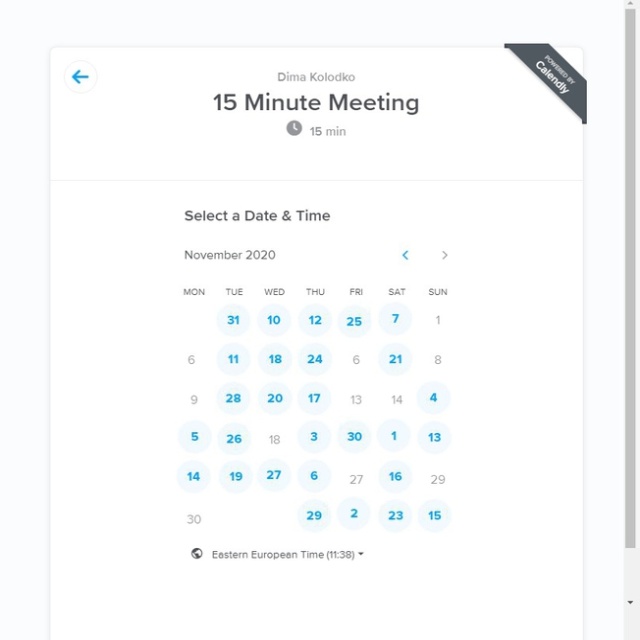 POWERED BY
Calendly
Dima Kolodko
15 Minute Meeting
15 min
Select a Date & Time
November 2020
MON TUE WED THU FRI SAT SUN
31 10 12 25 7 1
6 11 18 24 6 21 8
9 28 20 17 13 14 4
5 26 18 3 30 1 13
14 19 27 6 27 16 29
30 29 2 23 15
Eastern European Time (11:38)